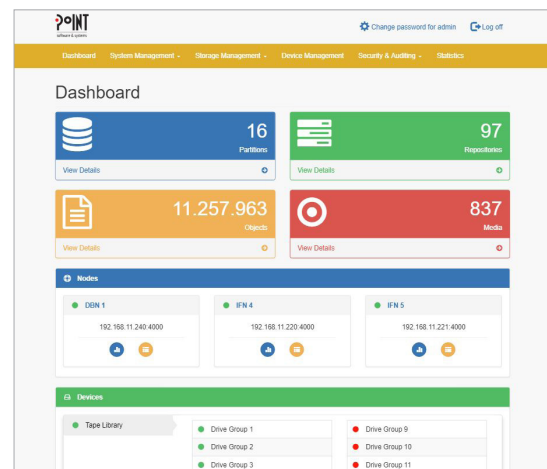 POINT
software & systems
Change password for admin
Log off
Dashboard
System Management
Storage Management
Device Management
Security & Auditing
Statistics
Dashboard
16
Partitions
View Details
97
Repositories
View Details
11.257.963
Objects
View Details
837
Media
View Details
Nodes
DBN 1
192.168.11.240:4000
IFN 4
192.168.11.220:4000
IFN 5
192.168.11.221:4000
Devices
Tape Library
Drive Group 1
Drive Group 9
Drive Group 2
Drive Group 10
Drive Group 3
Drive Group 11